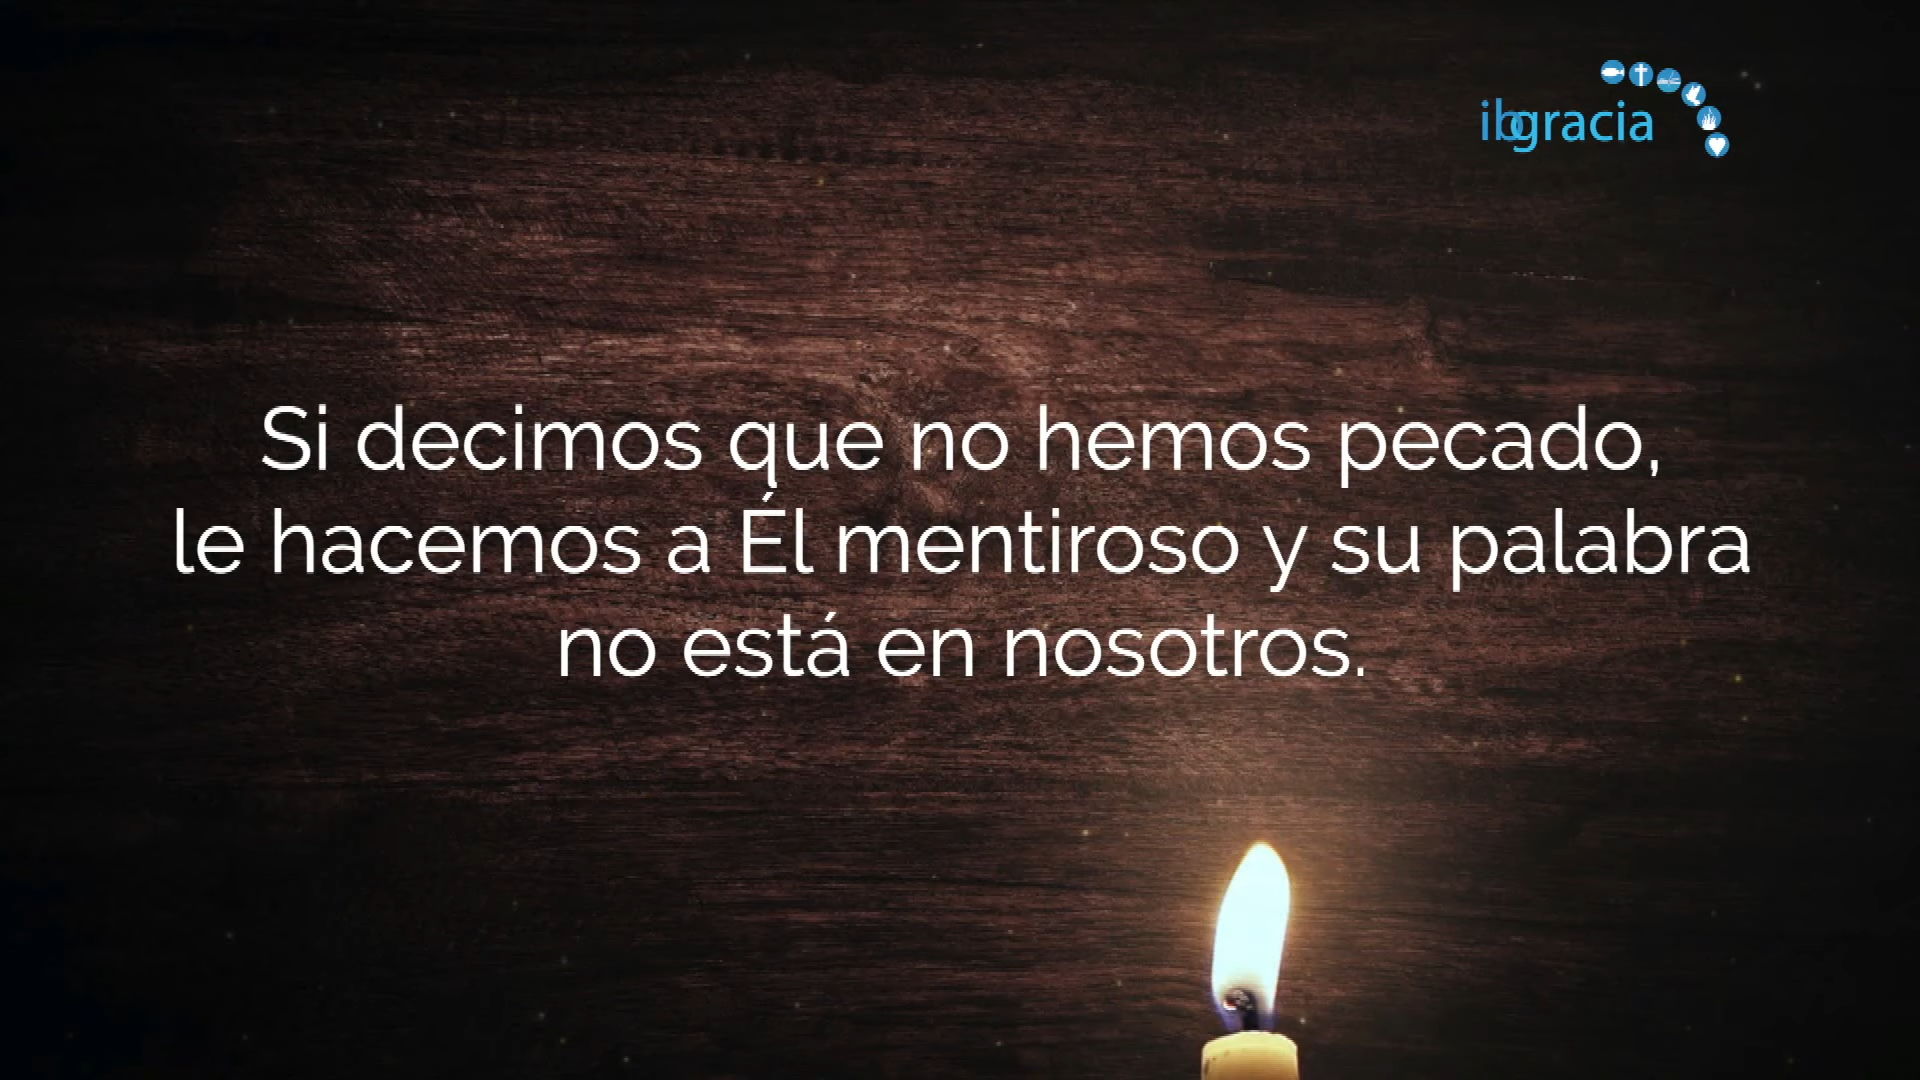 ibgracia
Si decimos que no hemos pecado,
le hacemos a Él mentiroso y su palabra
no está en nosotros.